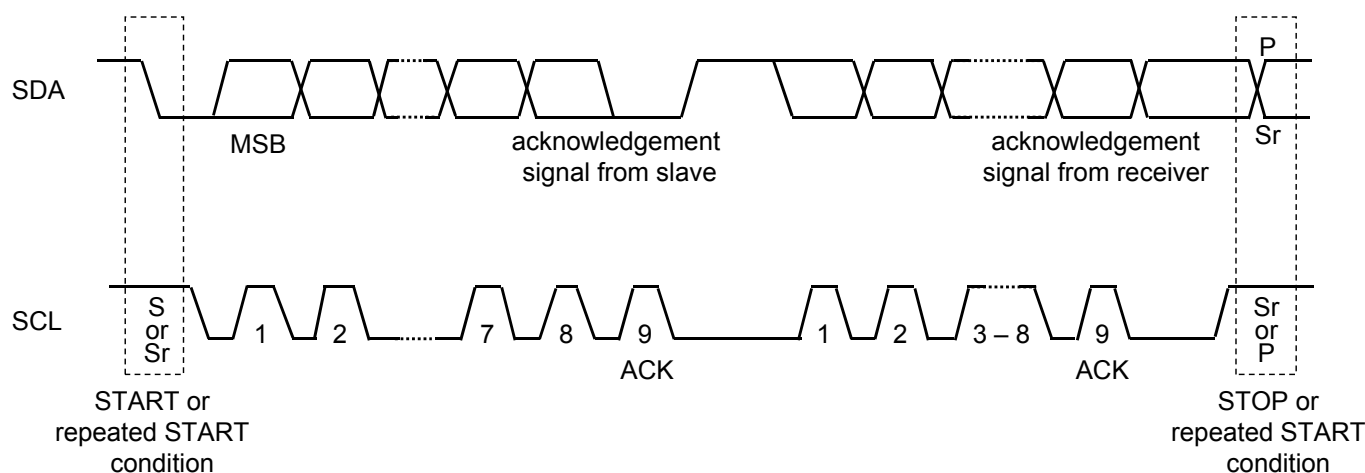 P
SDA
MSB
acknowledgement
signal from slave
acknowledgement
signal from receiver
Sr
SCL
S
or
Sr
1
2
7
8
9
1
2
3 – 8
9
Sr
or
P
ACK
ACK
START or
repeated START
condition
STOP or
repeated START
condition